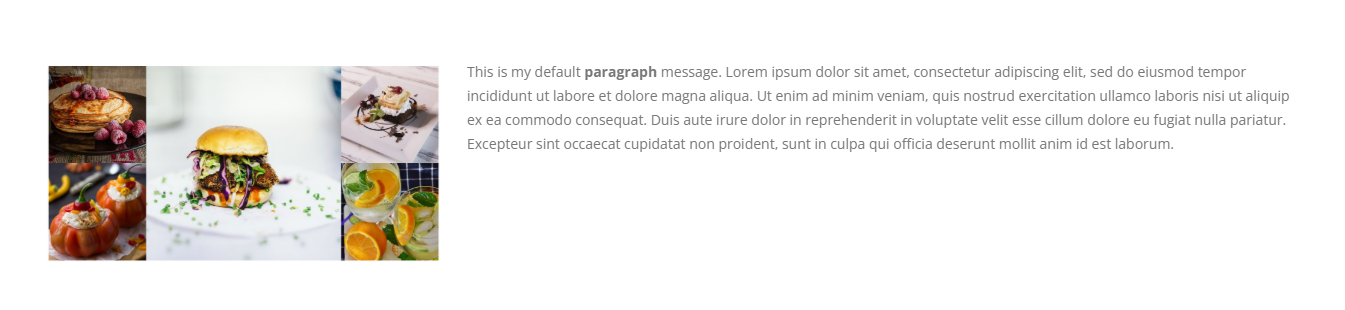 This is my default paragraph message. Lorem ipsum dolor sit amet, consectetur adipiscing elit, sed do eiusmod tempor
incididunt ut labore et dolore magna aliqua. Ut enim ad minim veniam, quis nostrud exercitation ullamco laboris nisi ut aliquip
ex ea commodo consequat. Duis aute irure dolor in reprehenderit in voluptate velit esse cillum dolore eu fugiat nulla pariatur.
Excepteur sint occaecat cupidatat non proident, sunt in culpa qui officia deserunt mollit anim id est laborum.